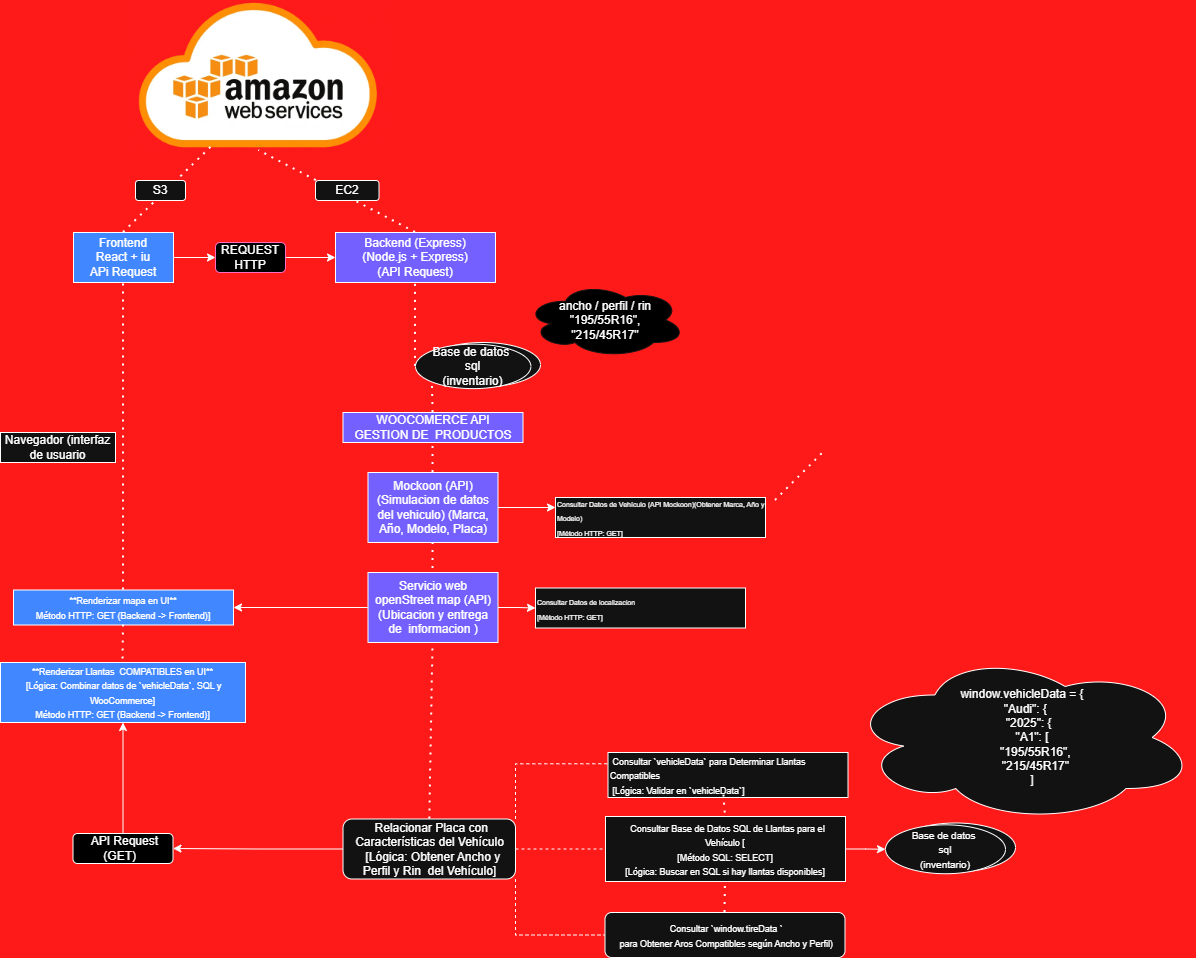 amazon
web services
S3
EC2
Frontend
React + iu
APi Request
REQUEST
HTTP
Backend (Express)
(Node.js + Express)
(API Request)
ancho / perfil / rin
"195/55R16",
"215/45R17"
Base de datos
sql
(inventario)
WOOCOMERCE API
GESTION DE PRODUCTOS
Navegador (interfaz
de usuario
Mockoon (API)
(Simulacion de datos
del vehiculo) (Marca,
Año, Modelo, Placa)
Consultar Datos de Vehículo (API Mockoon)(Obtener Marca, Año y
Modelo)
[Método HTTP: GET]
Servicio web
openStreet map (API)
(Ubicacion y entrega
de informacion )
Consultar Datos de localizacion
[Método HTTP: GET]
**Renderizar mapa en UI**
Método HTTP: GET (Backend -> Frontend)]
**Renderizar Llantas COMPATIBLES en UI**
[Lógica: Combinar datos de `vehicleData`, SQL y
WooCommerce]
Método HTTP: GET (Backend -> Frontend)]
window.vehicleData = {
"Audi": {
"2025": {
"A1": [
"195/55R16",
"215/45R17"
]
Consultar `vehicleData` para Determinar Llantas
Compatibles
[Lógica: Validar en `vehicleData`]
API Request
(GET)
Relacionar Placa con
Características del Vehículo
[Lógica: Obtener Ancho y
Perfil y Rin del Vehículo]
Consultar Base de Datos SQL de Llantas para el
Vehículo [
[Método SQL: SELECT]
[Lógica: Buscar en SQL si hay llantas disponibles]
Base de datos
sql
(inventario)
Consultar `window.tireData `
para Obtener Aros Compatibles según Ancho y Perfil)